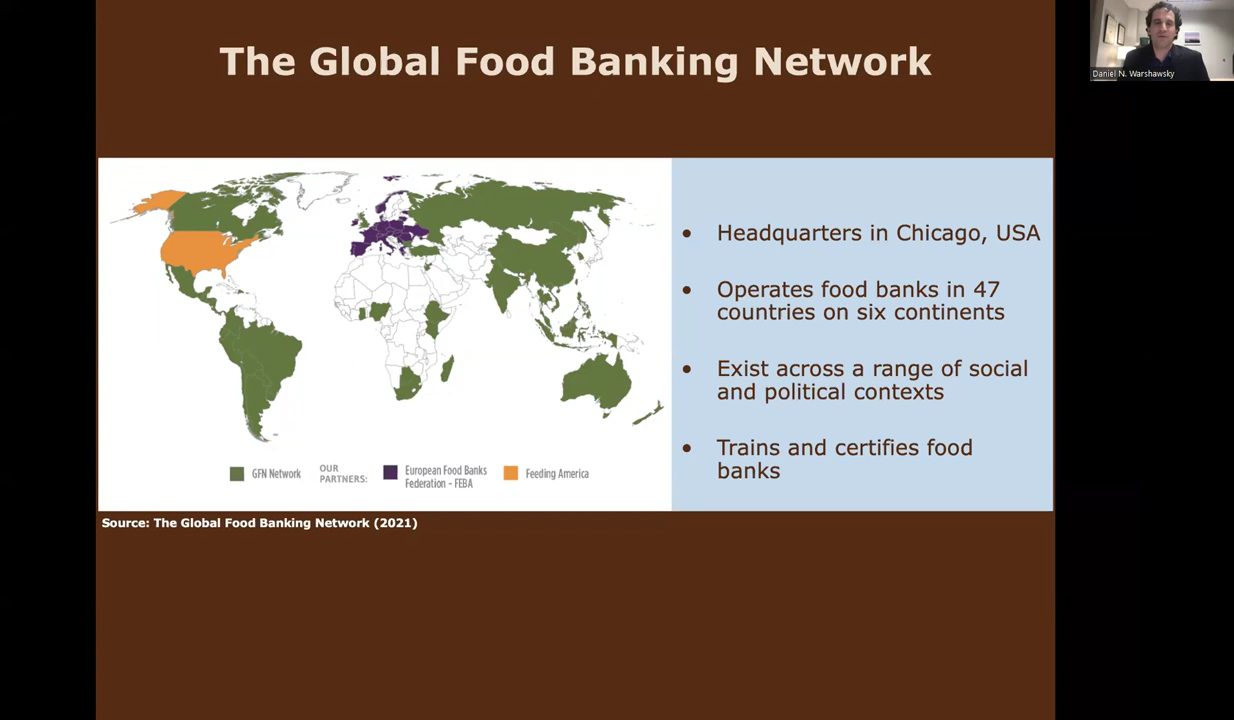 The Global Food Banking Network
Daniel N. Warshawsky
• Headquarters in Chicago, USA
• Operates food banks in 47
countries on six continents
• Exist across a range of social
and political contexts
• Trains and certifies food
banks
GFN Network
OUR
PARTNERS:
European Food Banks
Federation - FEBA
Feeding America
Source: The Global Food Banking Network (2021)